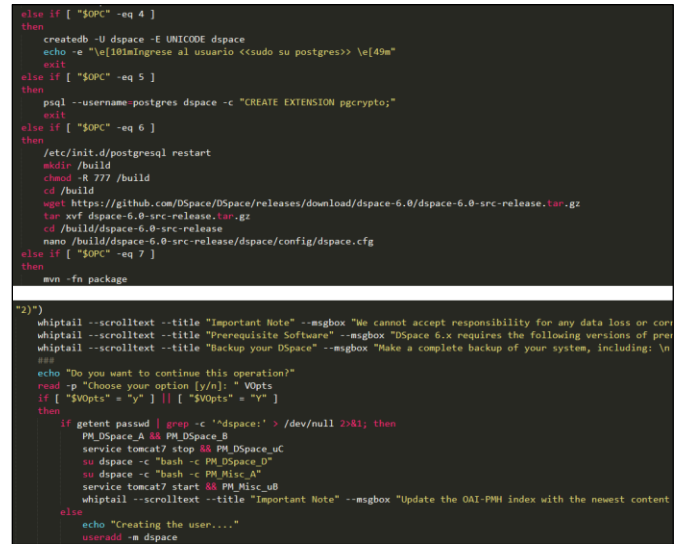 else if [ "$OPC" -eq 4 ]
then
createdb -U dspace -E UNICODE dspace
echo -e "\e[101mIngrese al usuario <<sudo su postgres>> \e[49m"
exit
else if [ "$OPC" -eq 5 ]
then
psql --username=postgres dspace -c "CREATE EXTENSION pgcrypto;"
exit
else if [ "$OPC" -eq 6 ]
then
/etc/init.d/postgresql restart
mkdir /build
chmod -R 777 /build
cd /build
wget https://github.com/DSpace/DSpace/releases/download/dspace-6.0/dspace-6.0-src-release.tar.gz
tar xvf dspace-6.0-src-release.tar.gz
cd /build/dspace-6.0-src-release
nano /build/dspace-6.0-src-release/dspace/config/dspace.cfg
else if [ "$OPC" -eq 7 ]
then
mvn -fn package
"2)")
whiptail --scrolltext --title "Important Note" --msgbox "We cannot accept responsibility for any data loss or corr
whiptail --scrolltext --title "Prerequisite Software" --msgbox "DSpace 6.x requires the following versions of prer
whiptail --scrolltext --title "Backup your DSpace" --msgbox "Make a complete backup of your system, including: \n
###
echo "Do you want to continue this operation?"
read -p "Choose your option [y/n]: " VOpts
if [ "$VOpts" = "y" ] || [ "$VOpts" = "Y" ]
then
if getent passwd | grep -c '^dspace:' > /dev/null 2>&1; then
PM_DSpace_A && PM_DSpace_B
service tomcat7 stop && PM_DSpace_uC
su dspace -c "bash -c PM_DSpace_D"
su dspace -c "bash -c PM_Misc_A"
service tomcat7 start && PM_Misc_uB
whiptail --scrolltext --title "Important Note" --msgbox "Update the OAI-PMH index with the newest content
else
echo "Creating the user...."
useradd -m dspace